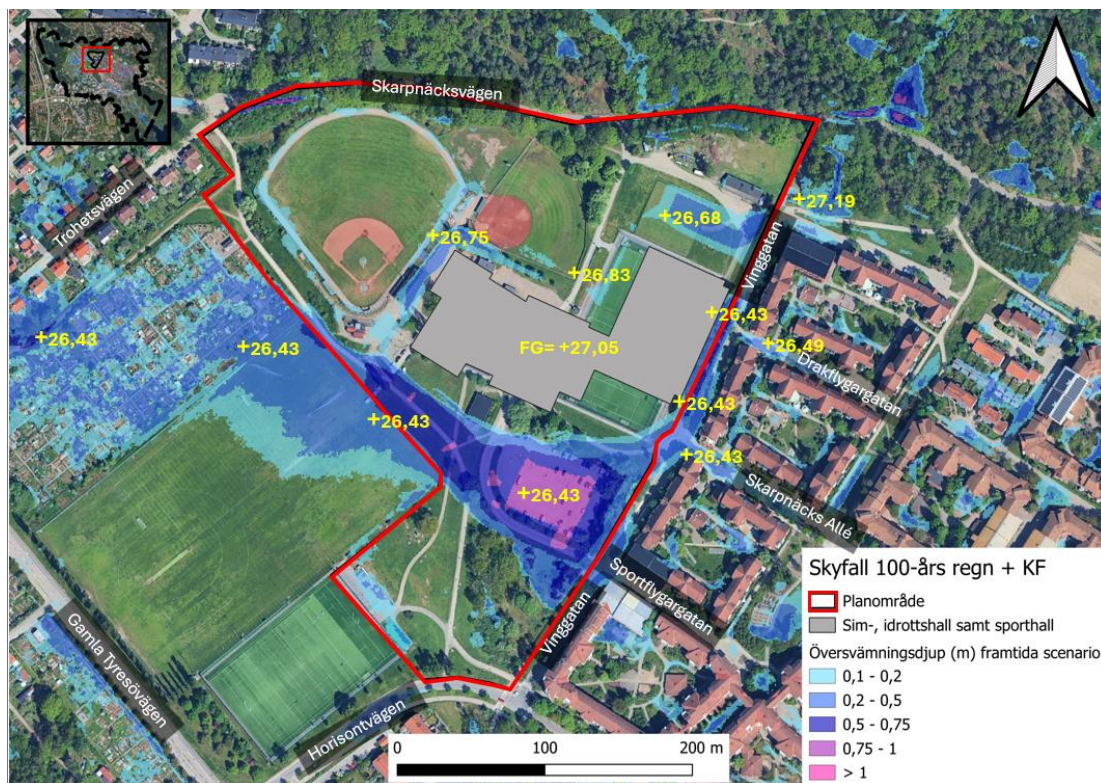 Skarpnäcksvägen
Trohetsvägen
+27,19
+26,68
+26,75
Vinggatan
+26,83
+26,43
+26,43
+26,43
FG= +27,05
+26,49
Drakflygargatan
+26,43
+26,43
+26,43
+26,43
Skarpnäcks Allé
Sportflygargatan
Vinggatan
Gamla Tyresövägen
Horisontvägen
0 100 200 m
Skyfall 100-års regn + KF
Planområde
Sim-, idrottshall samt sporthall
Översvämningsdjup (m) framtida scenario
0,1 - 0,2
0,2 - 0,5
0,5 - 0,75
0,75 - 1
> 1